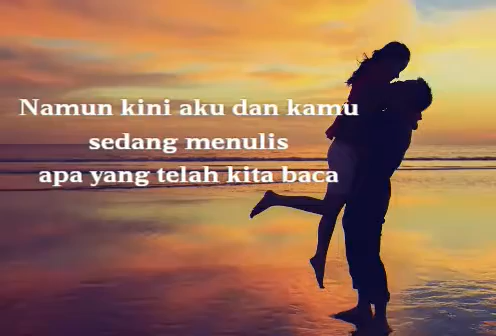 Namun kini aku dan kamu
sedang menulis
apa yang telah kita baca